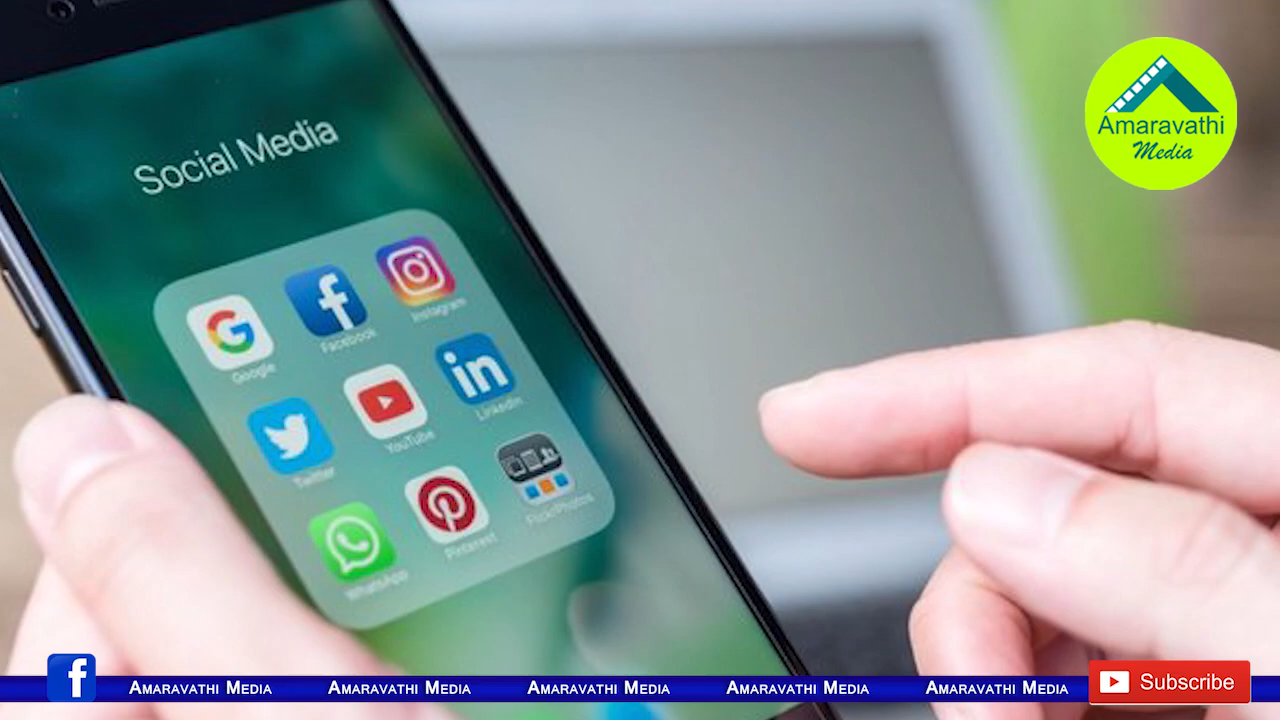 Social Media
Google
Facebook
Instagram
Twitter
YouTube
LinkedIn
WhatsApp
Pinterest
Amaravathi
Media
Amaravathi Media Amaravathi Media Amaravathi Media Amaravathi Media Amaravathi Media
Subscribe